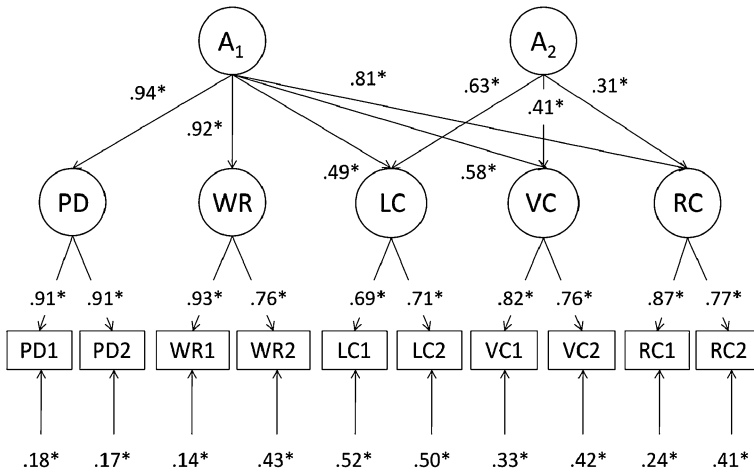 A1 A2
.94* .92* .81* .63* .41* .31*
.49* .58*
PD WR LC VC RC
.91* .91* .93* .76* .69* .71* .82* .76* .87* .77*
PD1 PD2 WR1 WR2 LC1 LC2 VC1 VC2 RC1 RC2
.18* .17* .14* .43* .52* .50* .33* .42* .24* .41*